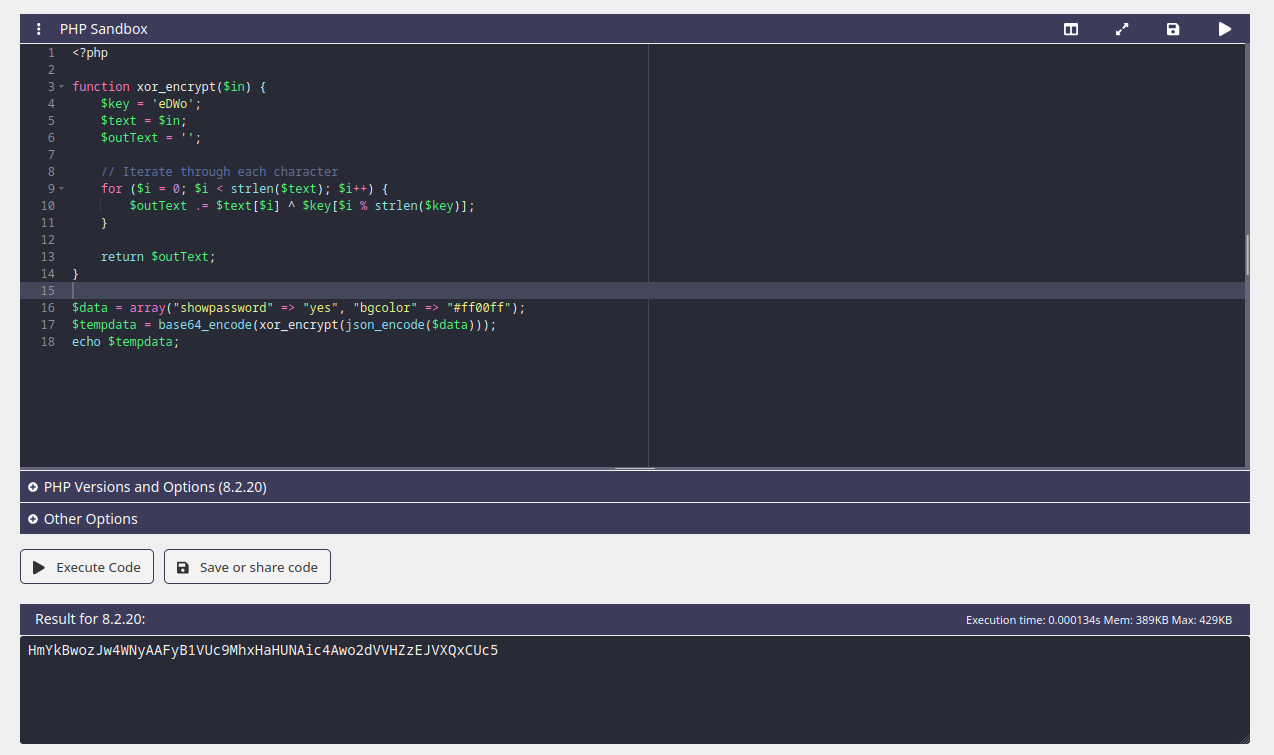 PHP Sandbox
1 <?php
2
3 function xor_encrypt($in) {
4     $key = 'eDWo';
5     $text = $in;
6     $outText = '';
7
8     // Iterate through each character
9     for ($i = 0; $i < strlen($text); $i++) {
10         $outText .= $text[$i] ^ $key[$i % strlen($key)];
11     }
12
13     return $outText;
14 }
15
16 $data = array("showpassword" => "yes", "bgcolor" => "#ff00ff");
17 $tempdata = base64_encode(xor_encrypt(json_encode($data)));
18 echo $tempdata;
PHP Versions and Options (8.2.20)
Other Options
Execute Code Save or share code
Result for 8.2.20: Execution time: 0.000134s Mem: 389KB Max: 429KB
HmYkBwozJw4WNyAAFyB1VUc9MhxHaHUNAic4Awo2dVVHZzEJVXQxCUc5